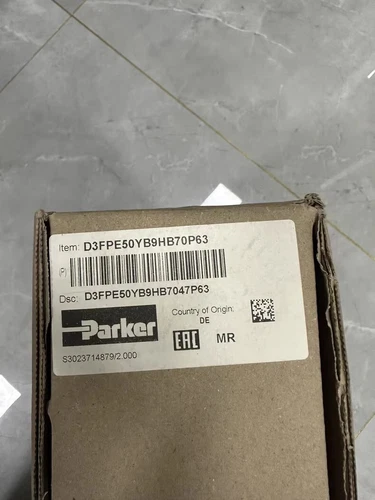 Item: D3FPE50YB9HB70P63
(P)
Dsc: D3FPE50YB9HB7047P63
Parker
Country of Origin:
DE
EAC MR
S3023714879/2.000